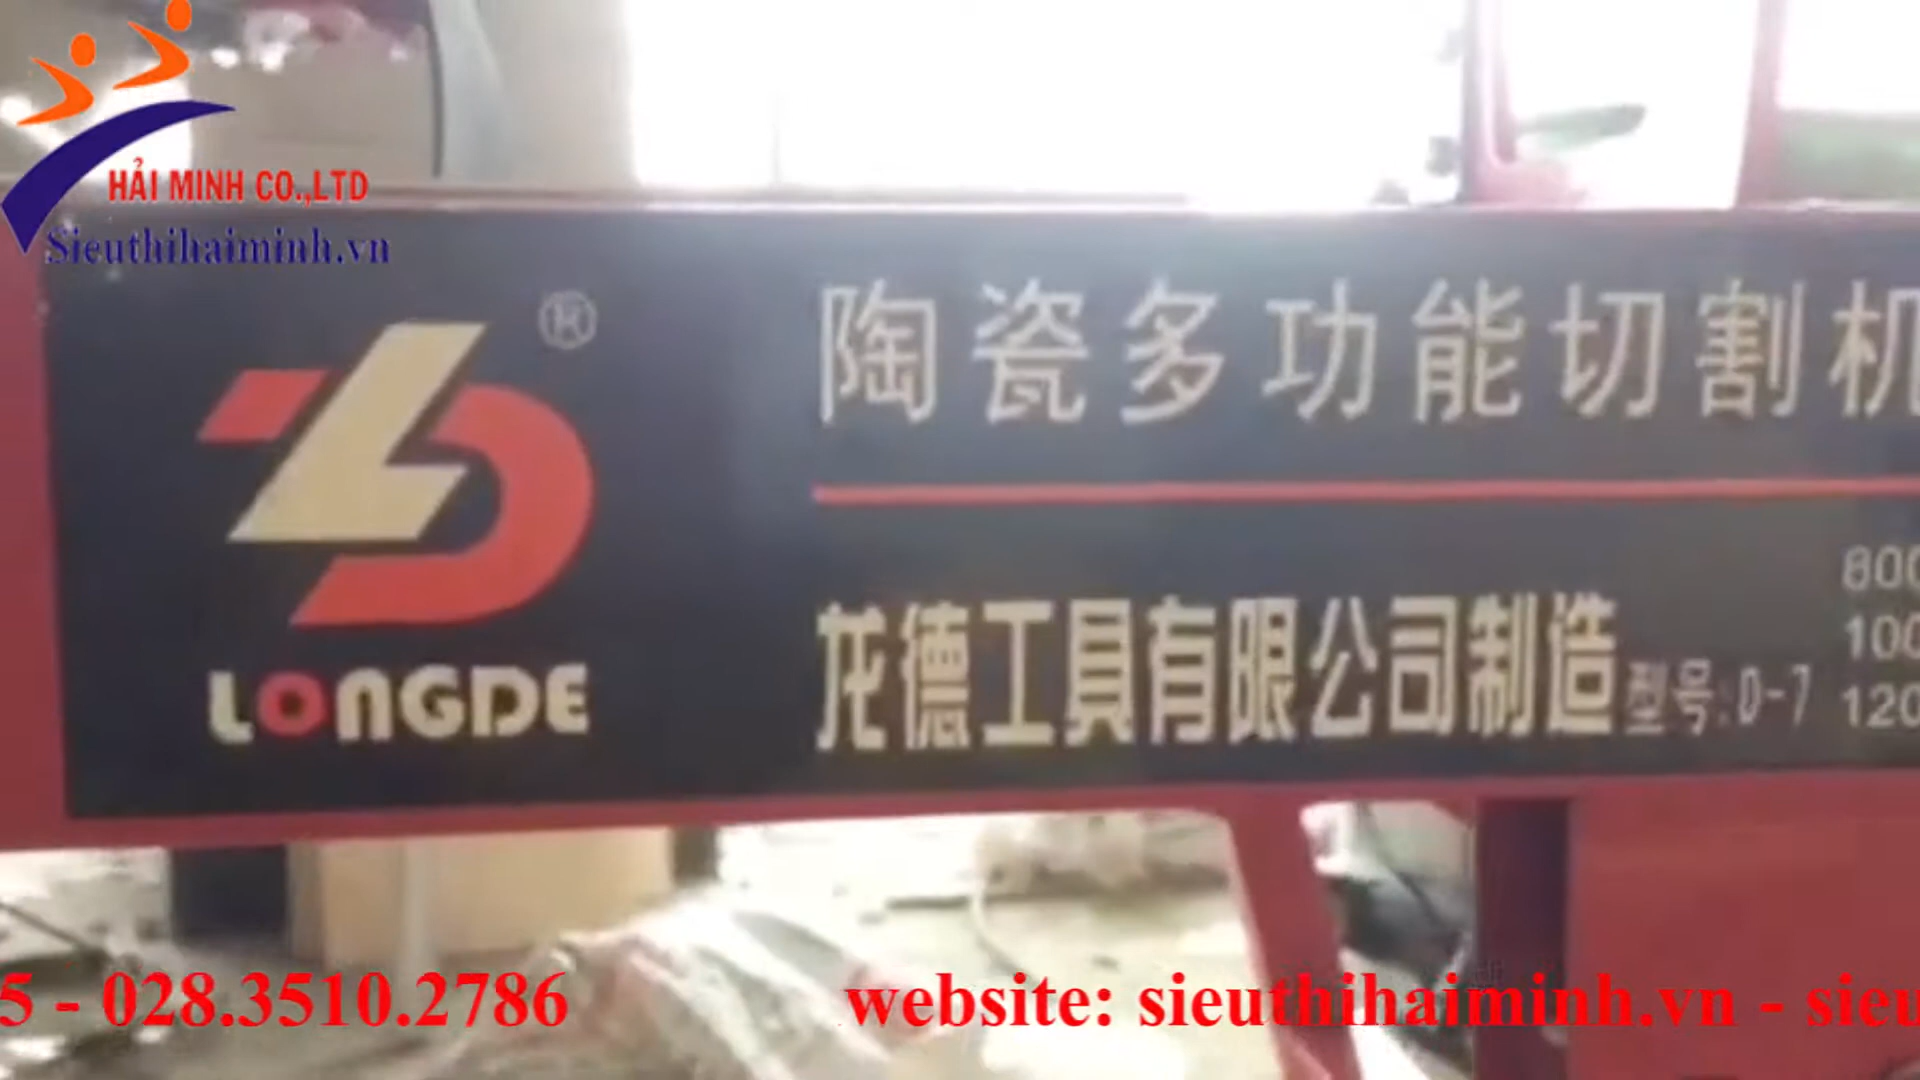 HẢI MINH CO.,LTD
Sieuthihaiminh.vn
®
陶瓷多功能切割机
LONGDE
龙德工具有限公司制造
型号:D-7
800
100
120
5 - 028.3510.2786
website: sieuthihaiminh.vn - sieu